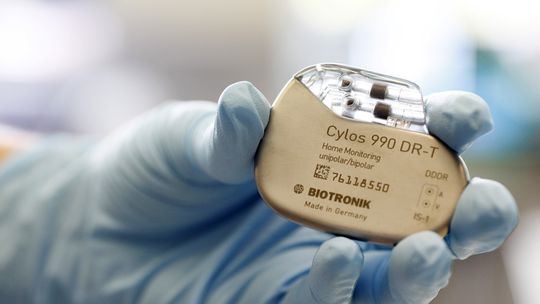 Cylos 990 DR-T
Home Monitoring
unipolar/bipolar
76118550
BIOTRONIK
Made in Germany
DDDR
A
V
IS-1